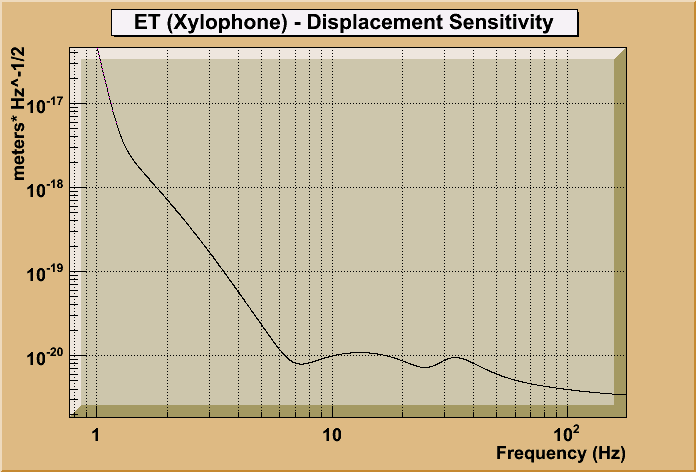 ET (Xylophone) - Displacement Sensitivity
meters* Hz^-1/2
10^-17
10^-18
10^-19
10^-20
1
10
10^2
Frequency (Hz)